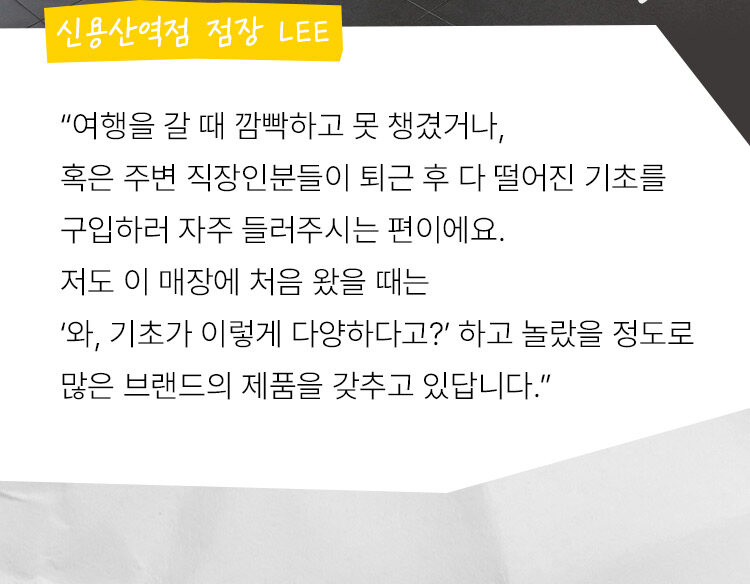 신용산역점 점장 LEE
“여행을 갈 때 깜빡하고 못 챙겼거나,
혹은 주변 직장인분들이 퇴근 후 다 떨어진 기초를
구입하러 자주 들러주시는 편이에요.
저도 이 매장에 처음 왔을 때는
‘와, 기초가 이렇게 다양하다고?’ 하고 놀랐을 정도로
많은 브랜드의 제품을 갖추고 있답니다.”